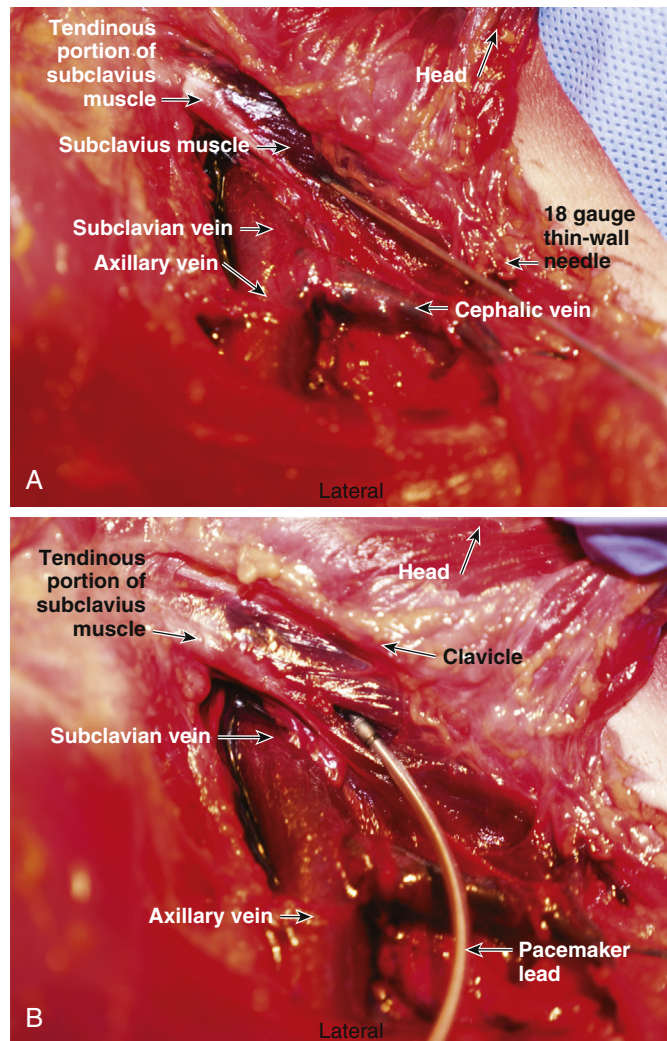 Tendinous
portion of
subclavius
muscle
Head
Subclavius muscle
18 gauge
thin-wall
needle
Subclavian vein
Axillary vein
Cephalic vein
A
Lateral
Tendinous
portion of
subclavius
muscle
Head
Clavicle
Subclavian vein
Axillary vein
Pacemaker
lead
B
Lateral